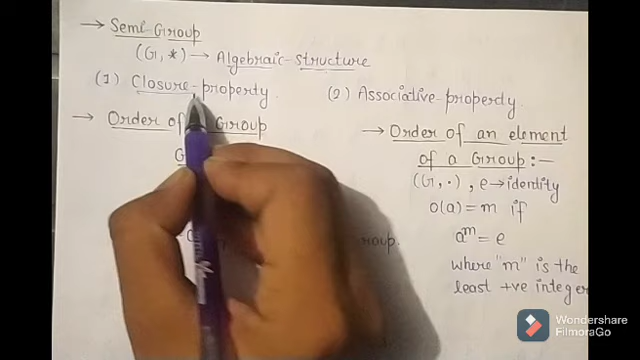 → Semi-Group
(G, *) → Algebraic-structure
(1) Closure-property.
(2) Associative-property.
→ Order of Group
G
→ Order of an element
of a Group:-
(G, ·), e→identity
O(a) = m if
aᵐ = e
where "m" is the
least +ve integer
roup.
Wondershare
FilmoraGo